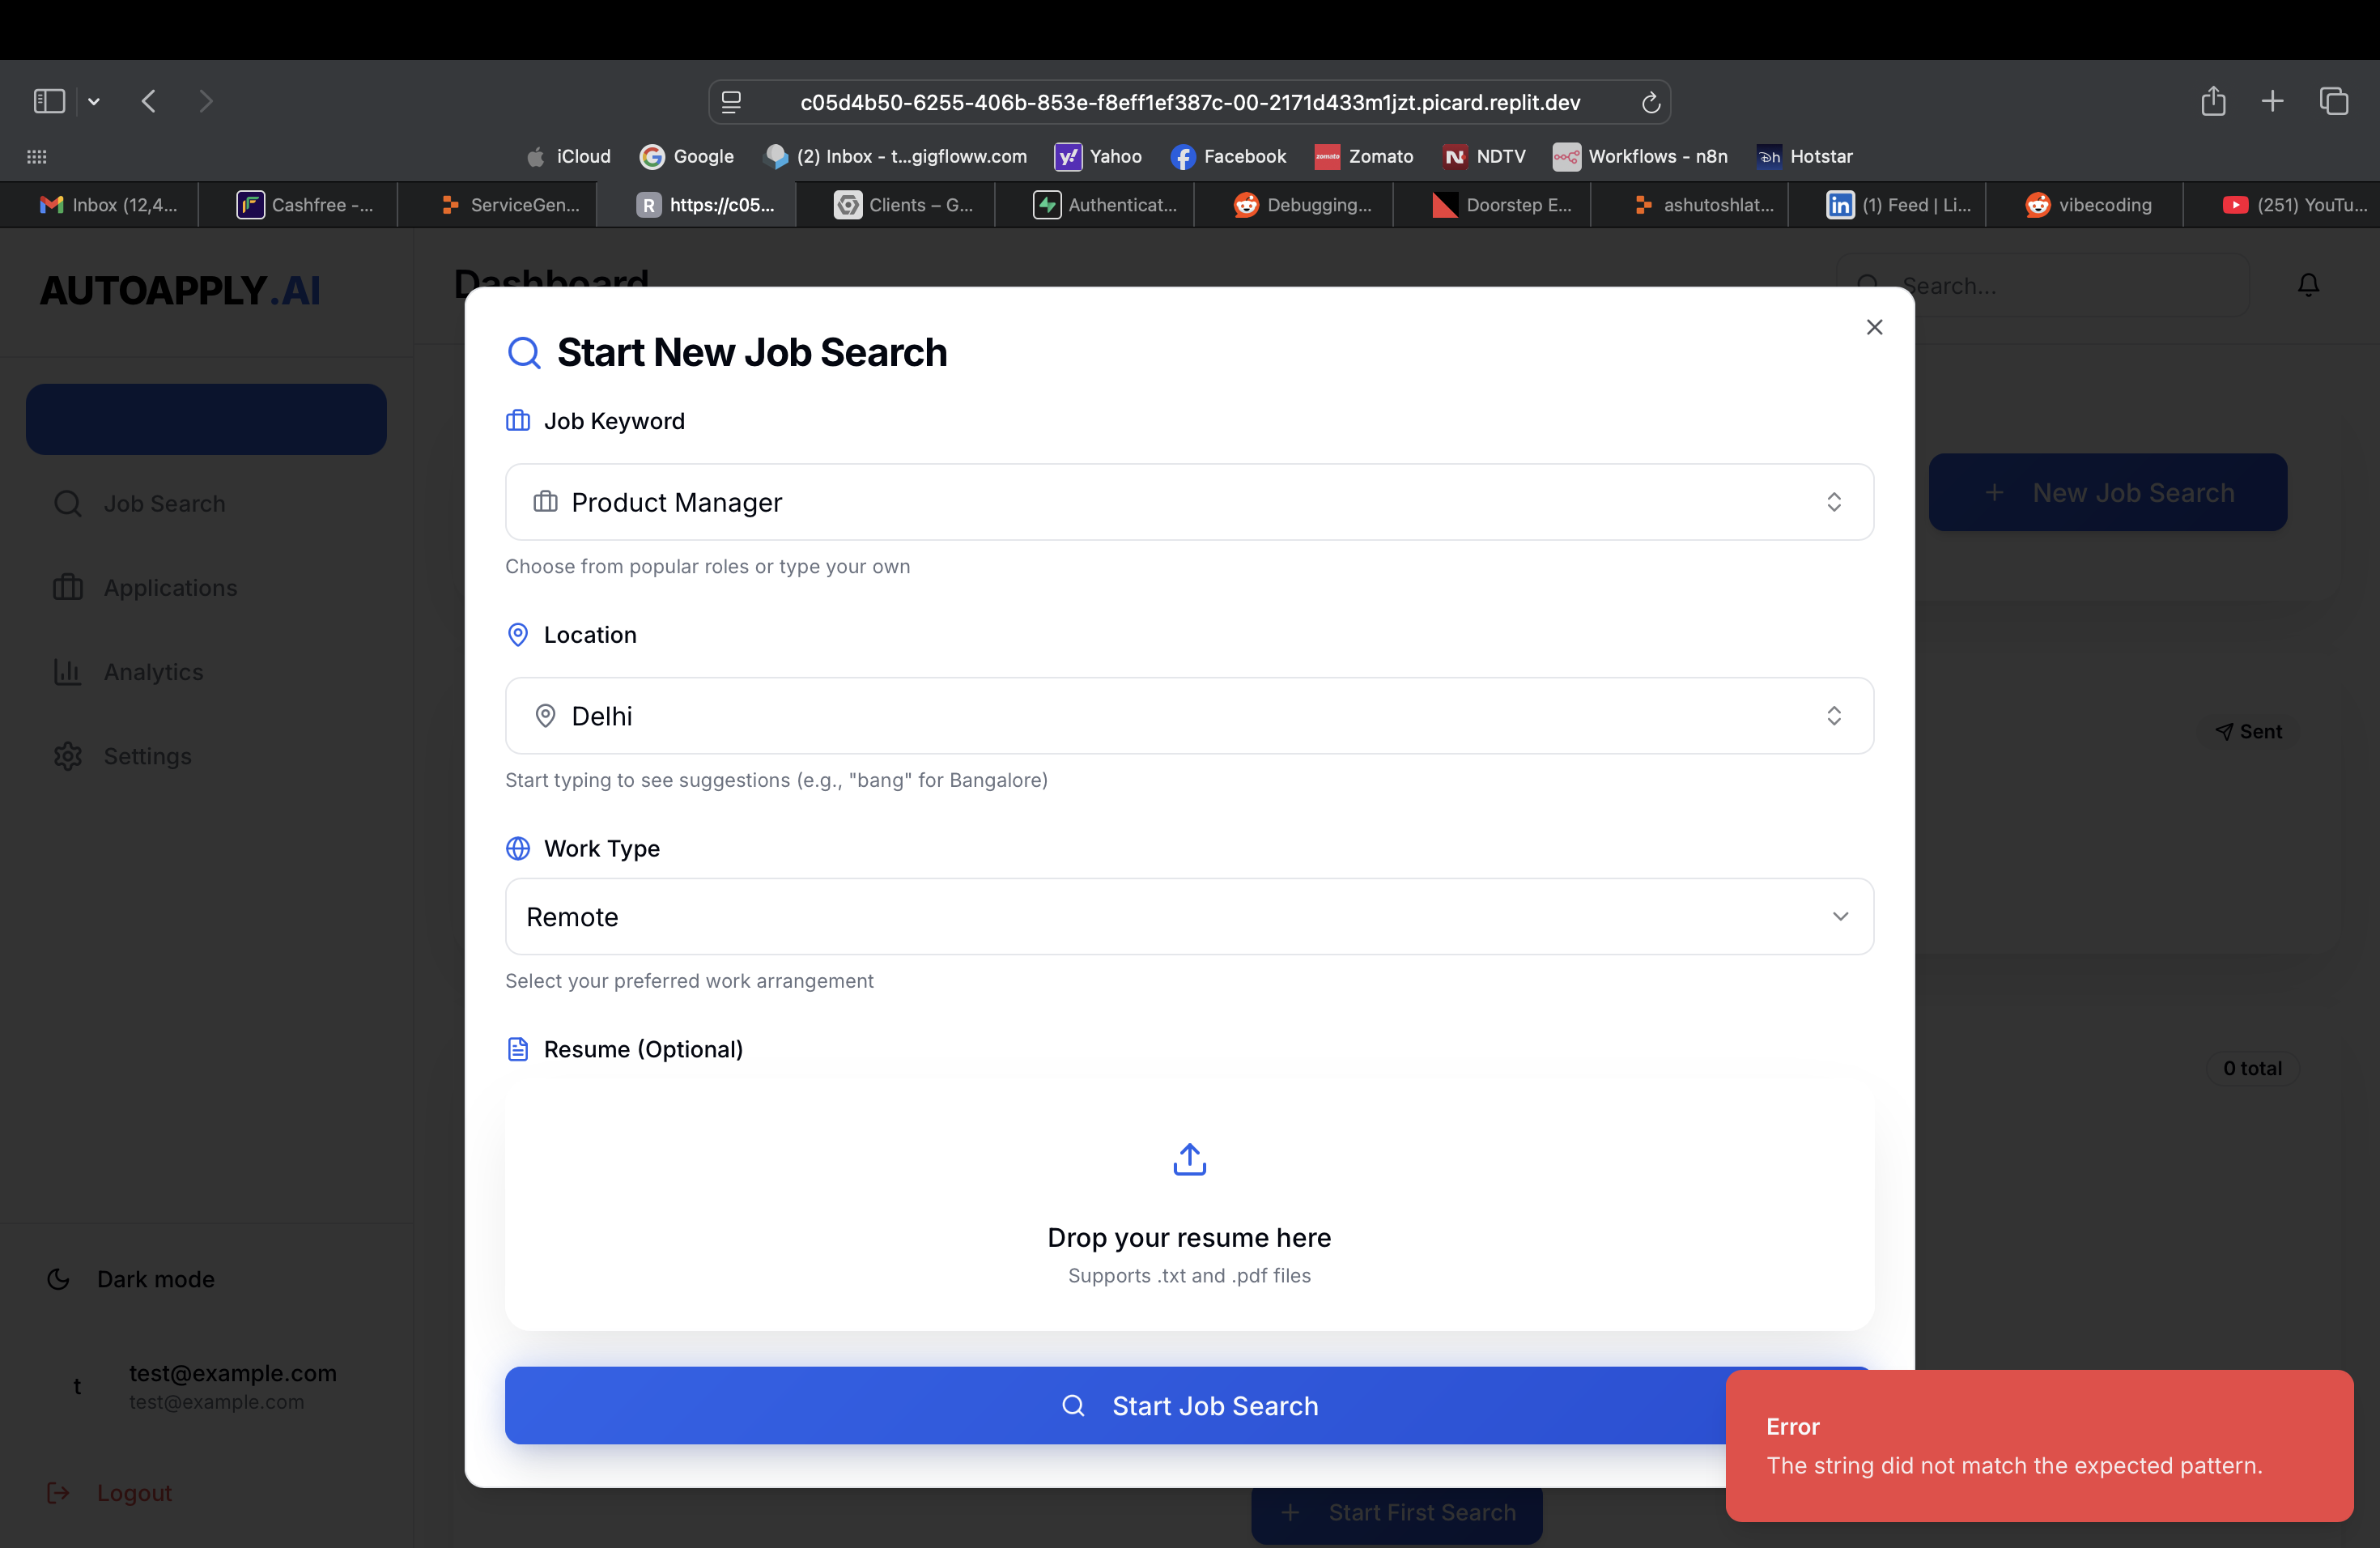 c05d4b50-6255-406b-853e-f8eff1ef387c-00-2171d433m1jzt.picard.replit.dev
iCloud
Google
(2) Inbox - t...gigfloww.com
Yahoo
Facebook
zomato
Zomato
NDTV
Workflows - n8n
Hotstar
Inbox (12,4...
Cashfree -...
ServiceGen...
R
https://c05...
Clients – G...
Authenticat...
Debugging...
Doorstep E...
ashutoshlat...
(1) Feed | Li...
vibecoding
(251) YouTu...
AUTOAPPLY.AI
Job Search
Applications
Analytics
Settings
Dark mode
t
test@example.com
test@example.com
Logout
Dashboard
Search...
New Job Search
Sent
0 total
Start First Search
Start New Job Search
Job Keyword
Product Manager
Choose from popular roles or type your own
Location
Delhi
Start typing to see suggestions (e.g., "bang" for Bangalore)
Work Type
Remote
Select your preferred work arrangement
Resume (Optional)
Drop your resume here
Supports .txt and .pdf files
Start Job Search
Error
The string did not match the expected pattern.